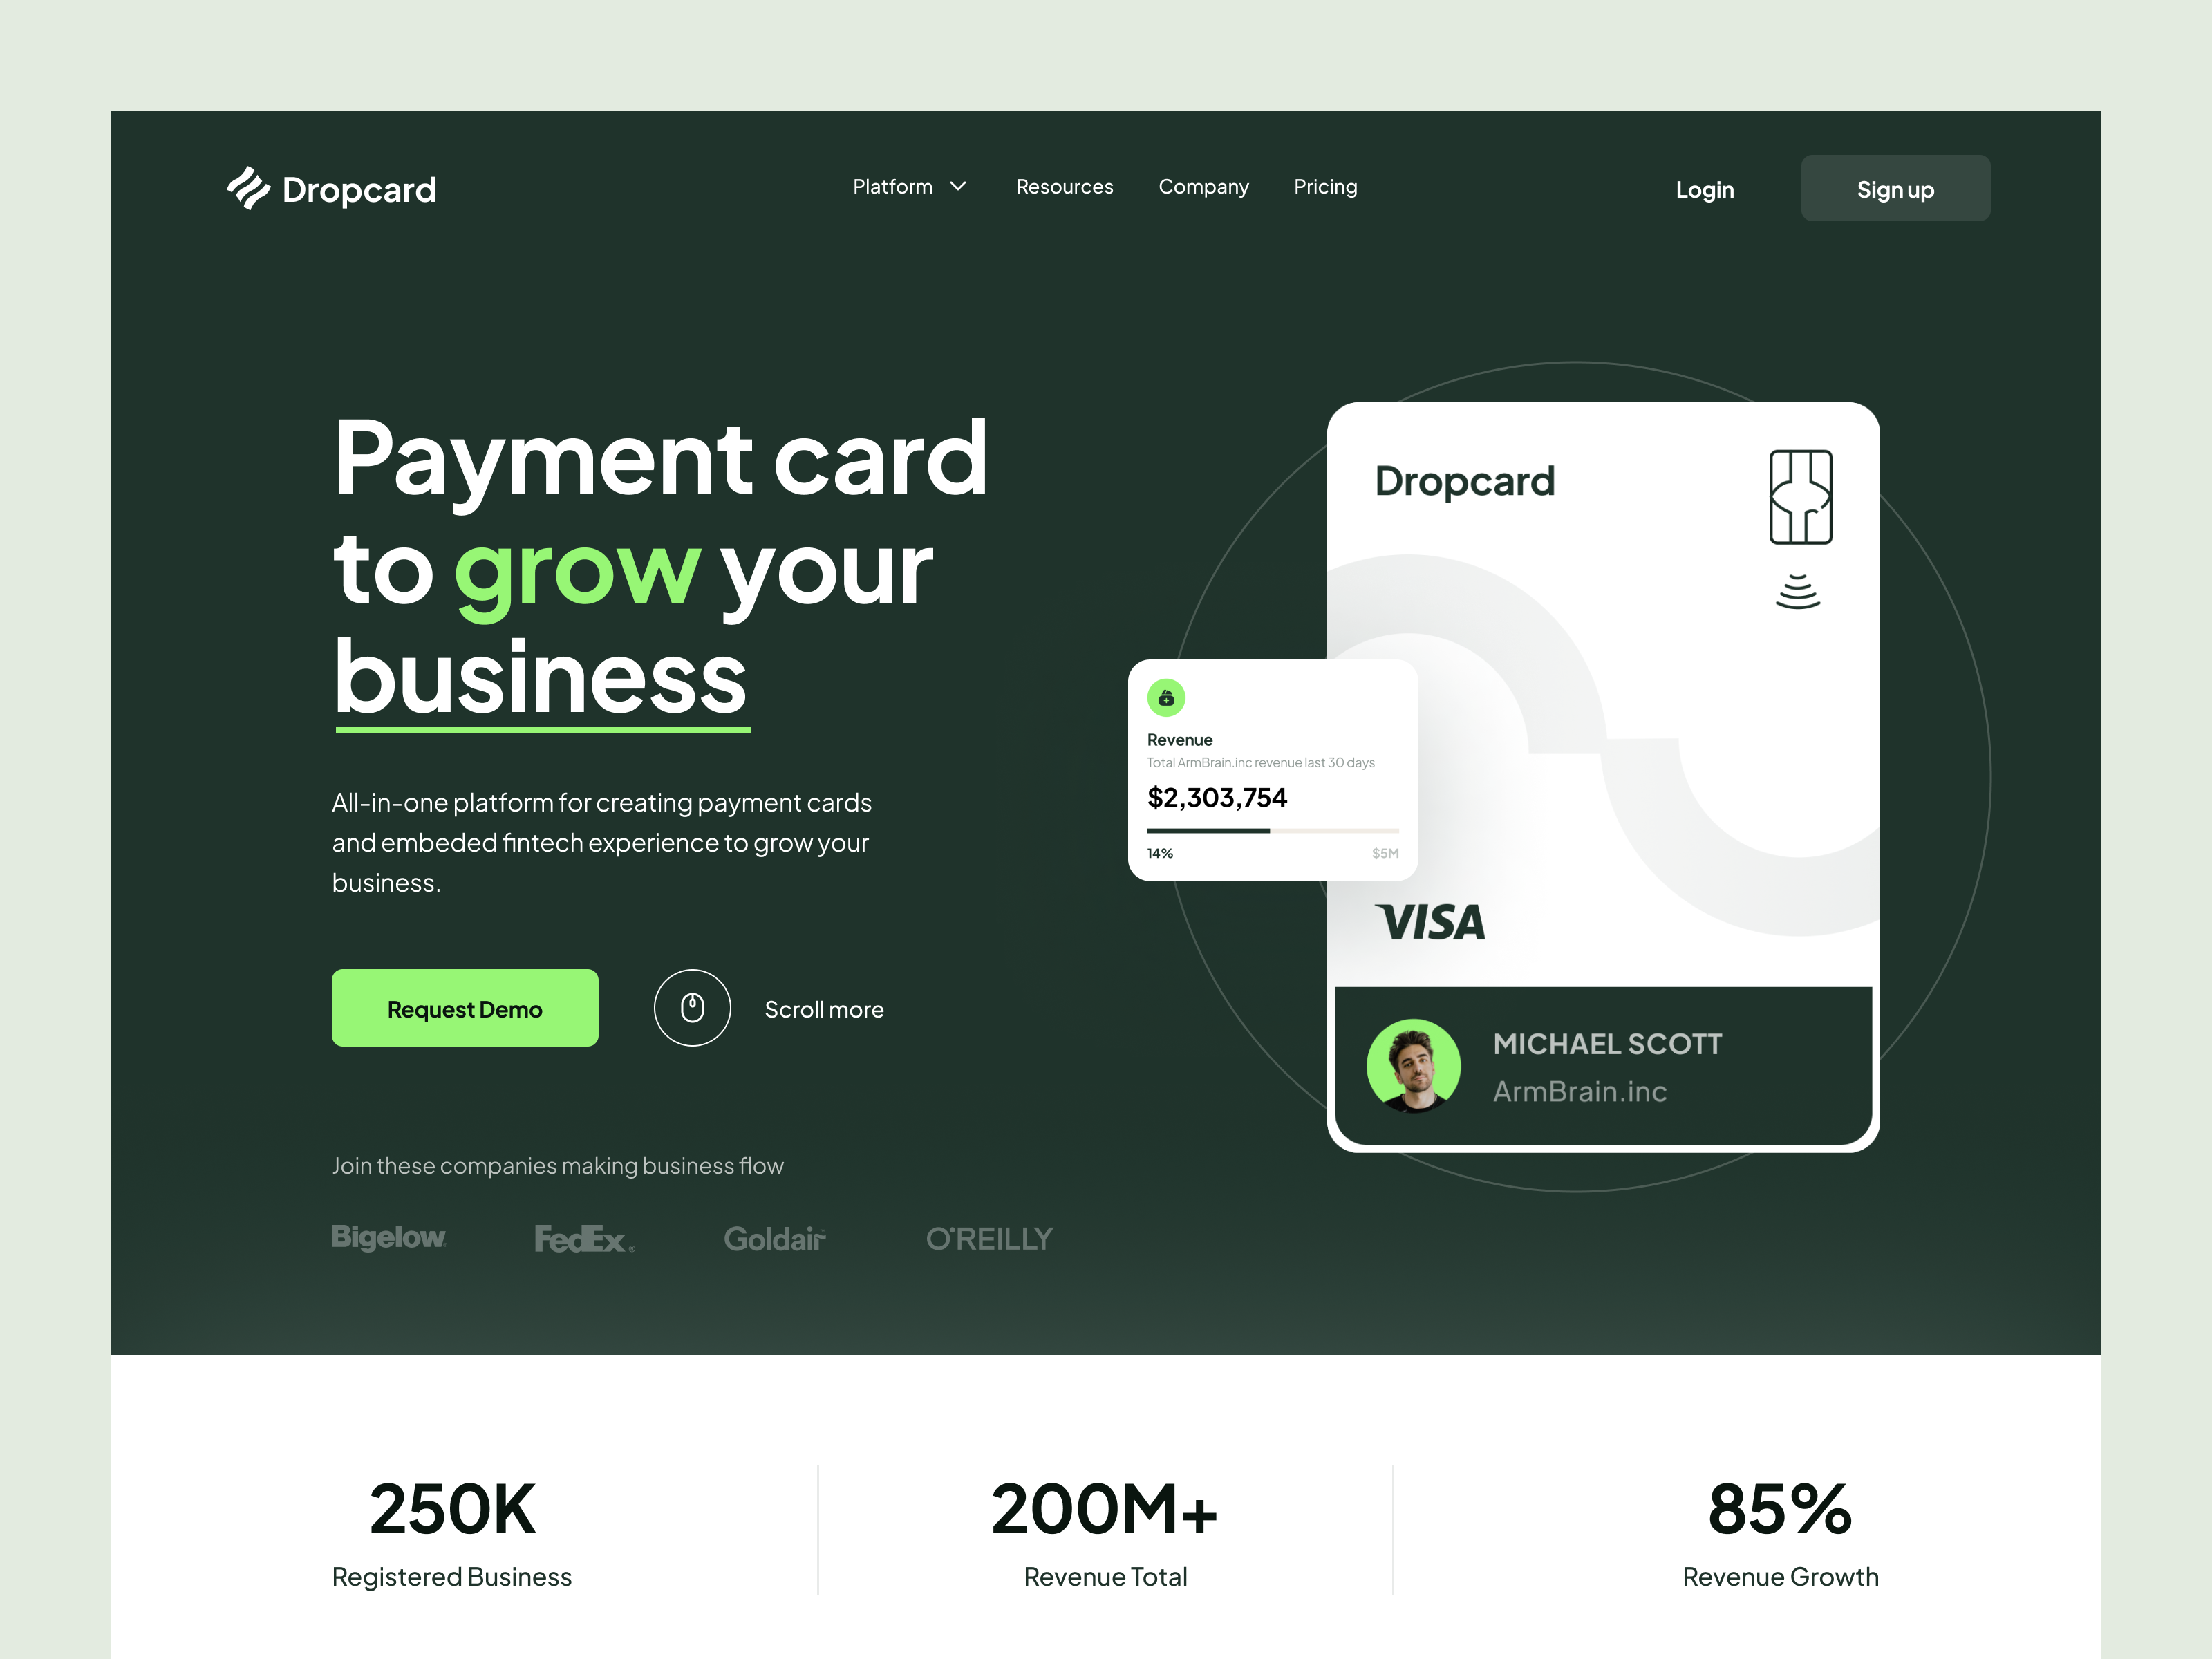 Dropcard
Platform
Resources
Company
Pricing
Login
Sign up
Payment card
to grow your
business
All-in-one platform for creating payment cards
and embeded fintech experience to grow your
business.
Request Demo
Scroll more
Join these companies making business flow
Bigelow
FedEx®
Goldair
O'REILLY
Dropcard
Revenue
Total ArmBrain.inc revenue last 30 days
$2,303,754
14%
$5M
VISA
MICHAEL SCOTT
ArmBrain.inc
250K
Registered Business
200M+
Revenue Total
85%
Revenue Growth